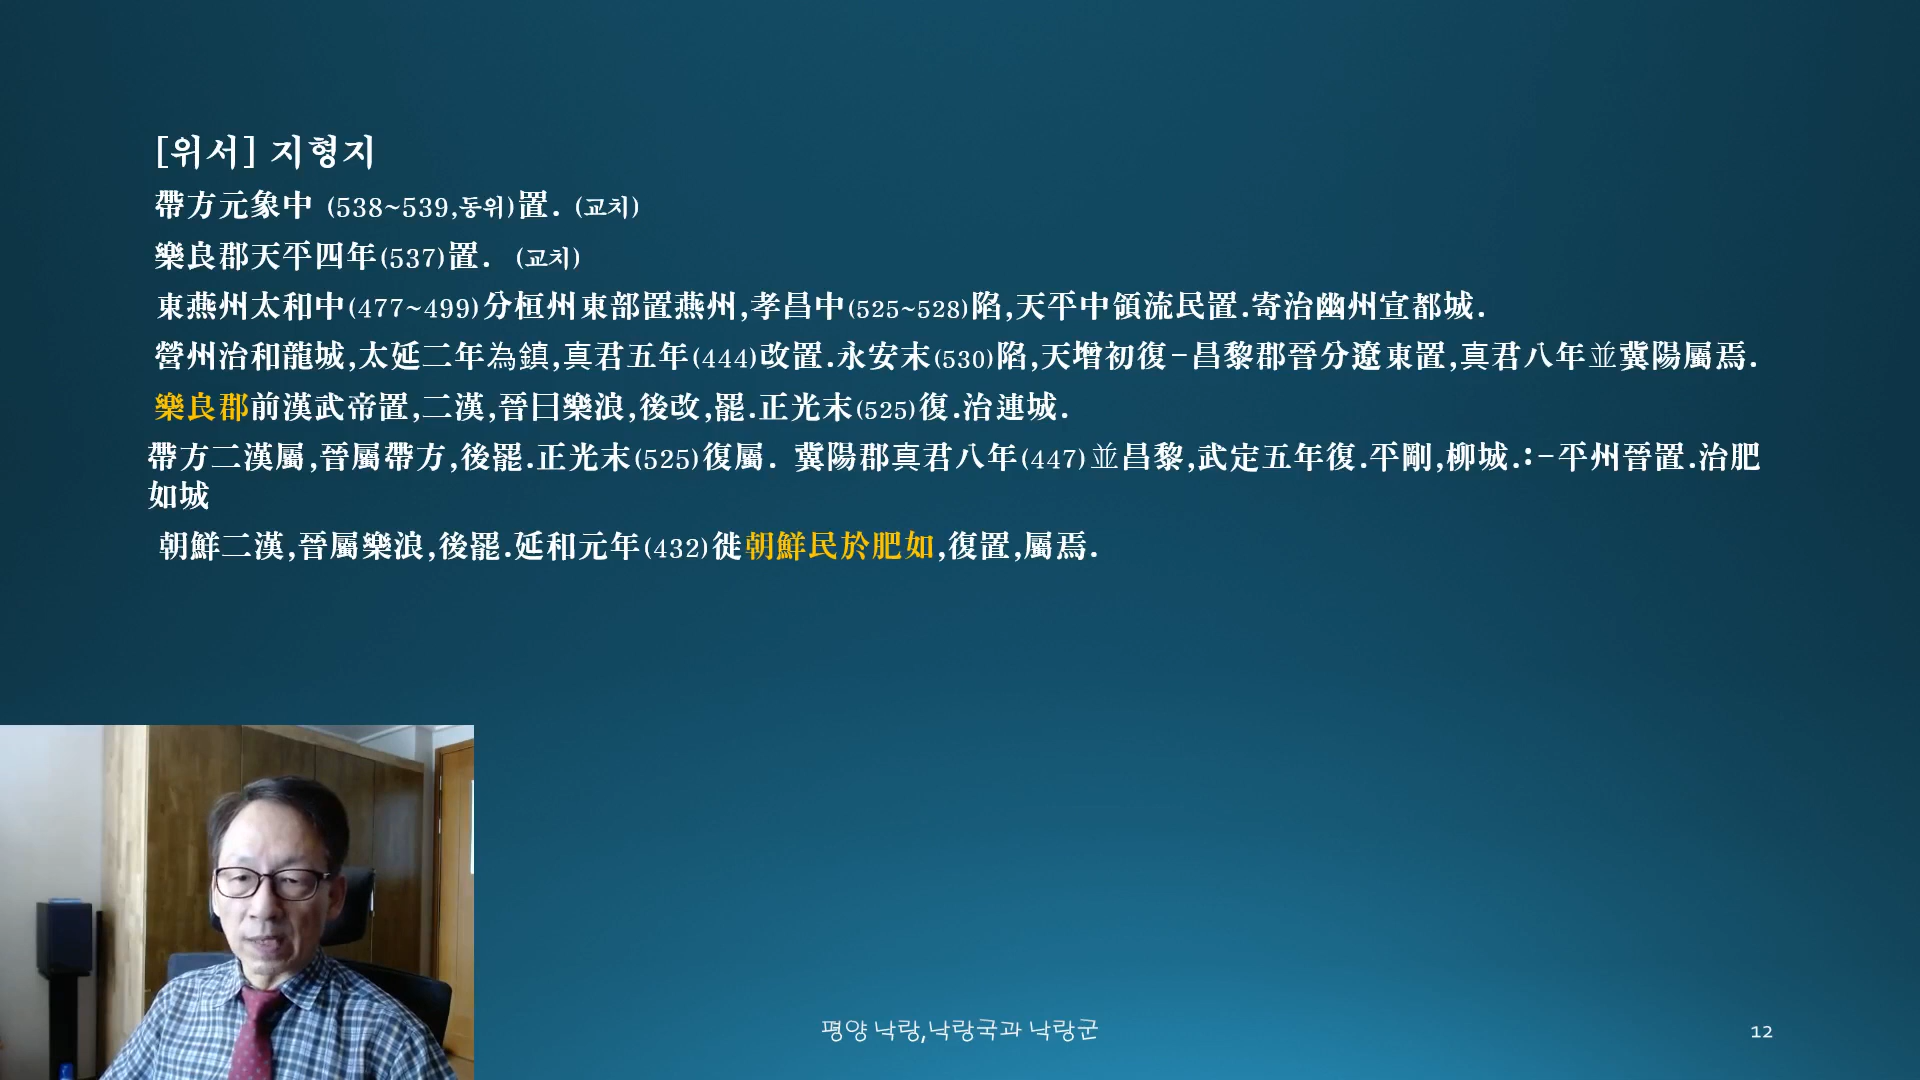 [위서] 지형지
帶方元象中 (538~539,동위)置. (교치)
樂良郡天平四年(537)置. (교치)
東燕州太和中(477~499)分桓州東部置燕州,孝昌中(525~528)陷,天平中領流民置.寄治幽州宣都城.
營州治和龍城,太延二年為鎮,真君五年(444)改置.永安末(530)陷,天增初復-昌黎郡晉分遼東置,真君八年並冀陽屬焉.
樂良郡前漢武帝置,二漢,晉曰樂浪,後改,罷.正光末(525)復.治連城.
帶方二漢屬,晉屬帶方,後罷.正光末(525)復屬. 冀陽郡真君八年(447)並昌黎,武定五年復.平剛,柳城.:-平州晉置.治肥
如城
朝鮮二漢,晉屬樂浪,後罷.延和元年(432)徙朝鮮民於肥如,復置,屬焉.
평양 낙랑,낙랑국과 낙랑군
12